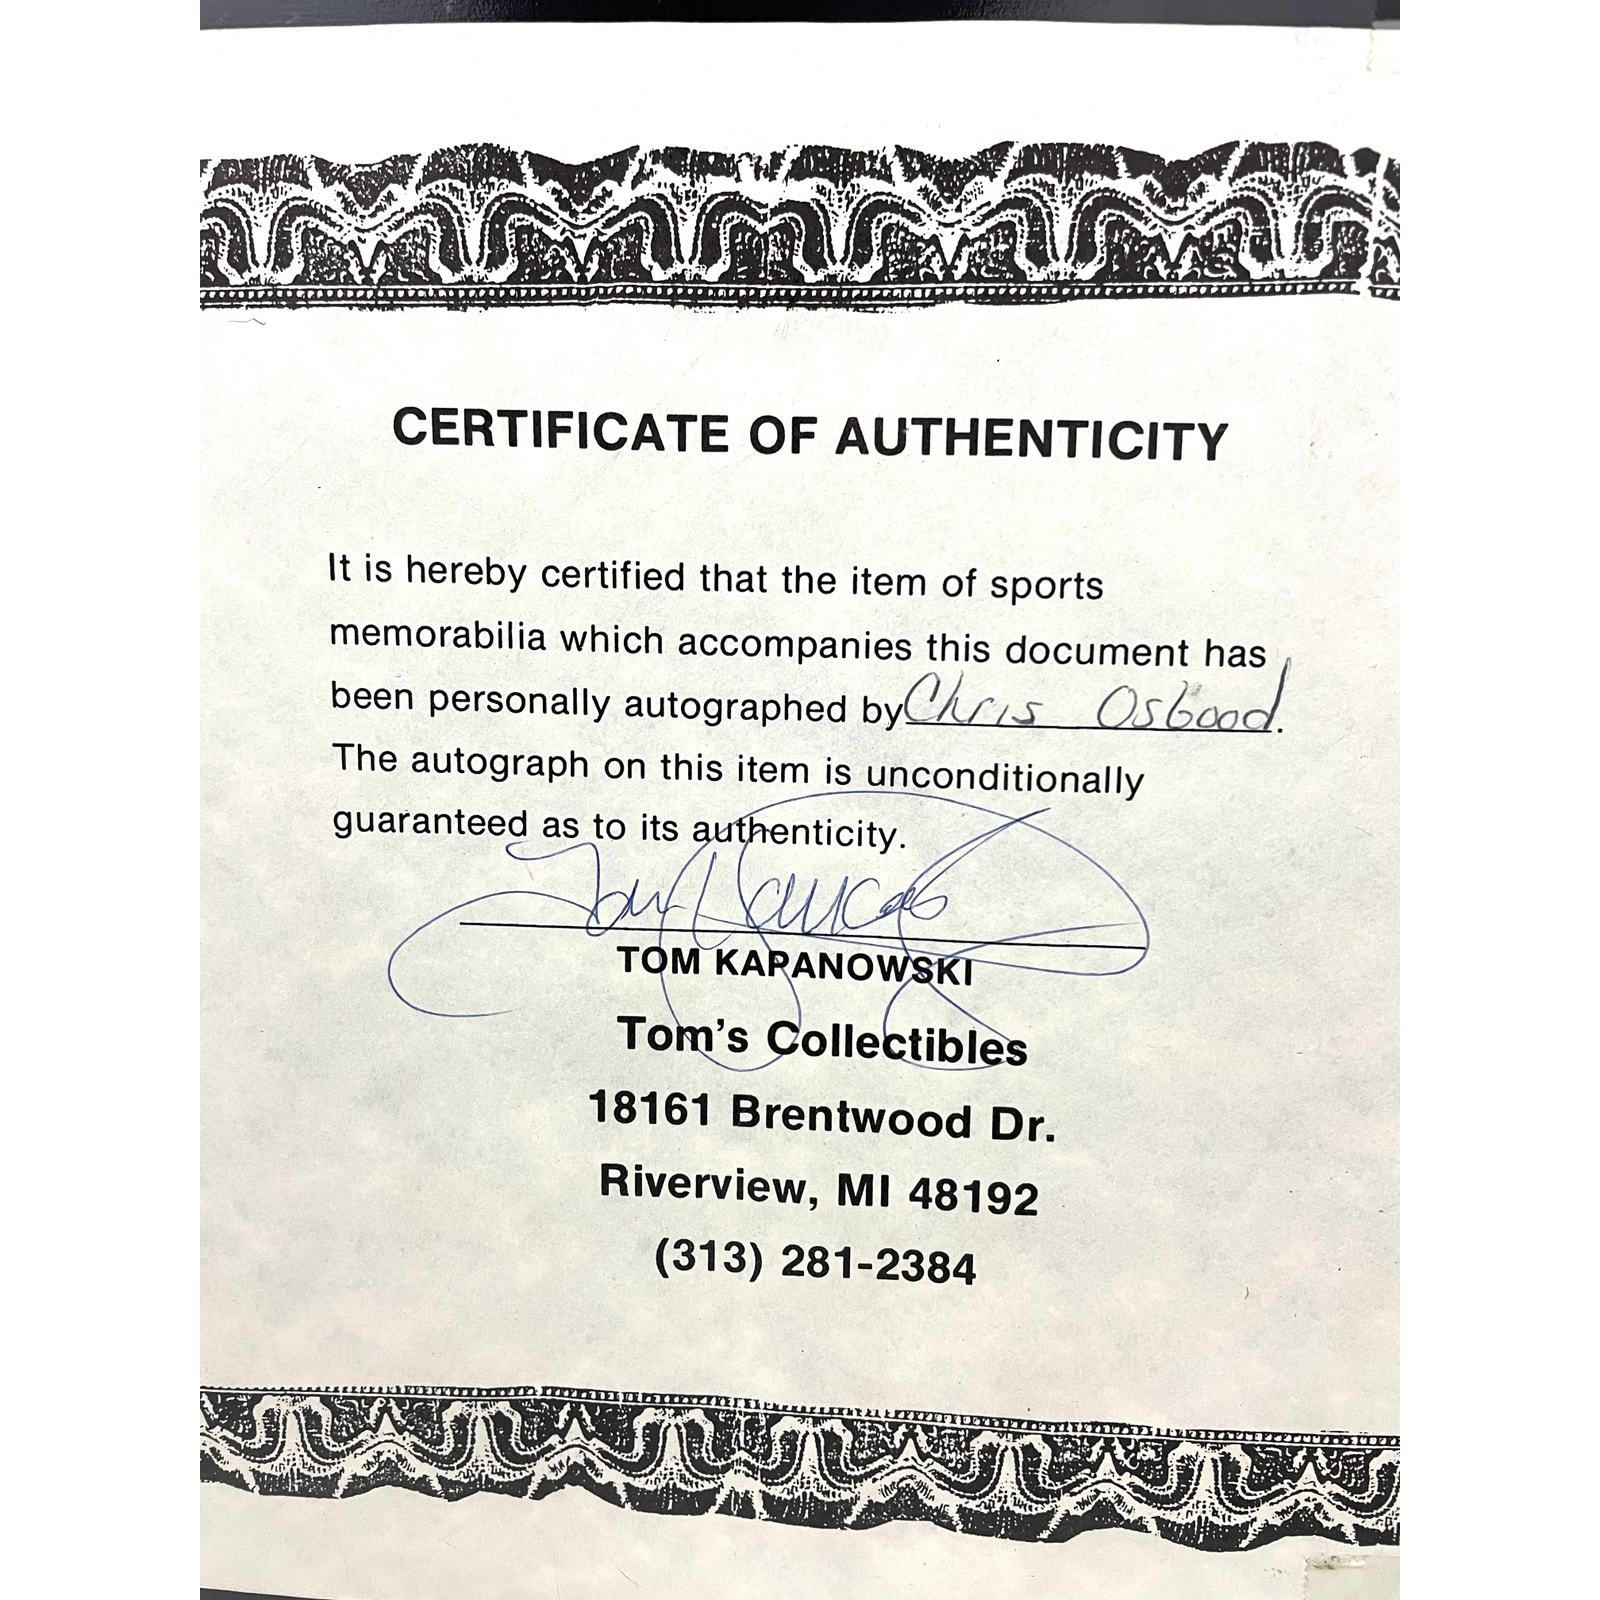 CERTIFICATE OF AUTHENTICITY
It is hereby certified that the item of sports
memorabilia which accompanies this document has
been personally autographed by Chris Osbood.
The autograph on this item is unconditionally
guaranteed as to its authenticity.
TOM KAPANOWSKI
Tom's Collectibles
18161 Brentwood Dr.
Riverview, MI 48192
(313) 281-2384